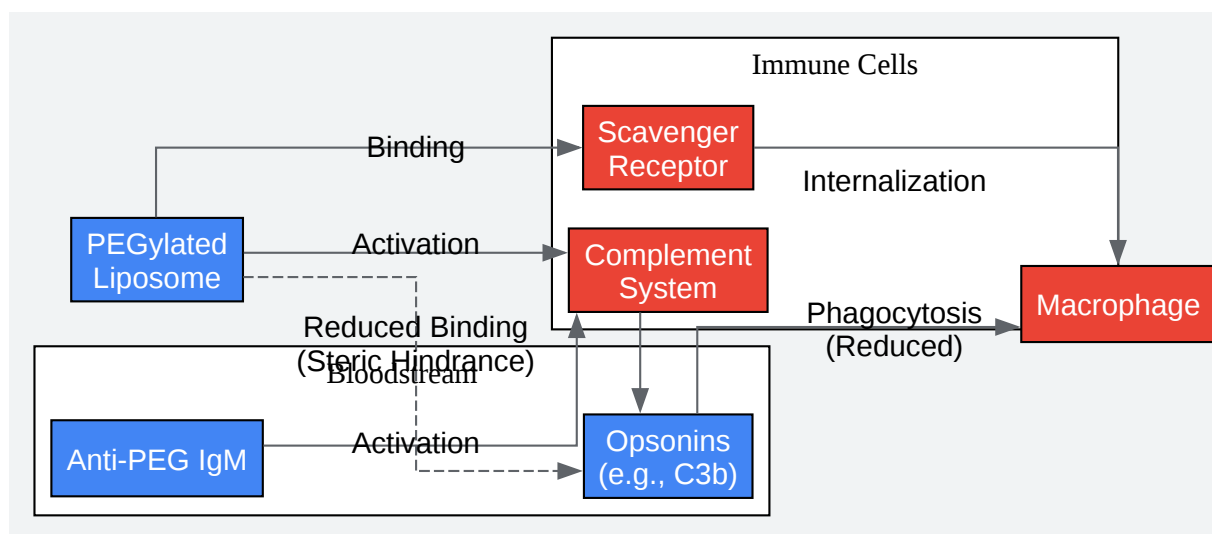 Immune Cells
Scavenger
Receptor
Binding
Internalization
PEGylated
Liposome
Activation
Complement
System
Macrophage
Phagocytosis
(Reduced)
Reduced Binding
(Steric Hindrance)
Bloodstream
Anti-PEG IgM
Activation
Opsonins
(e.g., C3b)